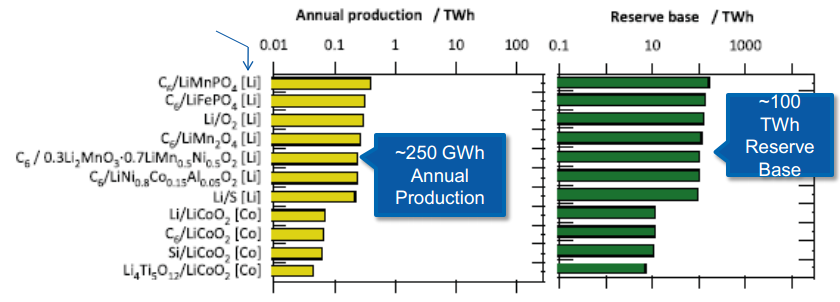 Annual production / TWh
Reserve base / TWh
0.01 0.1 1 10 100
0.1 10 1000
C₆/LiMnPO₄ [Li]
C₆/LiFePO₄ [Li]
Li/O₂ [Li]
C₆/LiMn₂O₄ [Li]
C₆ / 0.3Li₂MnO₃·0.7LiMn₀.₅Ni₀.₅O₂ [Li]
C₆/LiNi₀.₈Co₀.₁₅Al₀.₀₅O₂ [Li]
Li/S [Li]
Li/LiCoO₂ [Co]
C₆/LiCoO₂ [Co]
Si/LiCoO₂ [Co]
Li₄Ti₅O₁₂/LiCoO₂ [Co]
~250 GWh
Annual
Production
~100
TWh
Reserve
Base